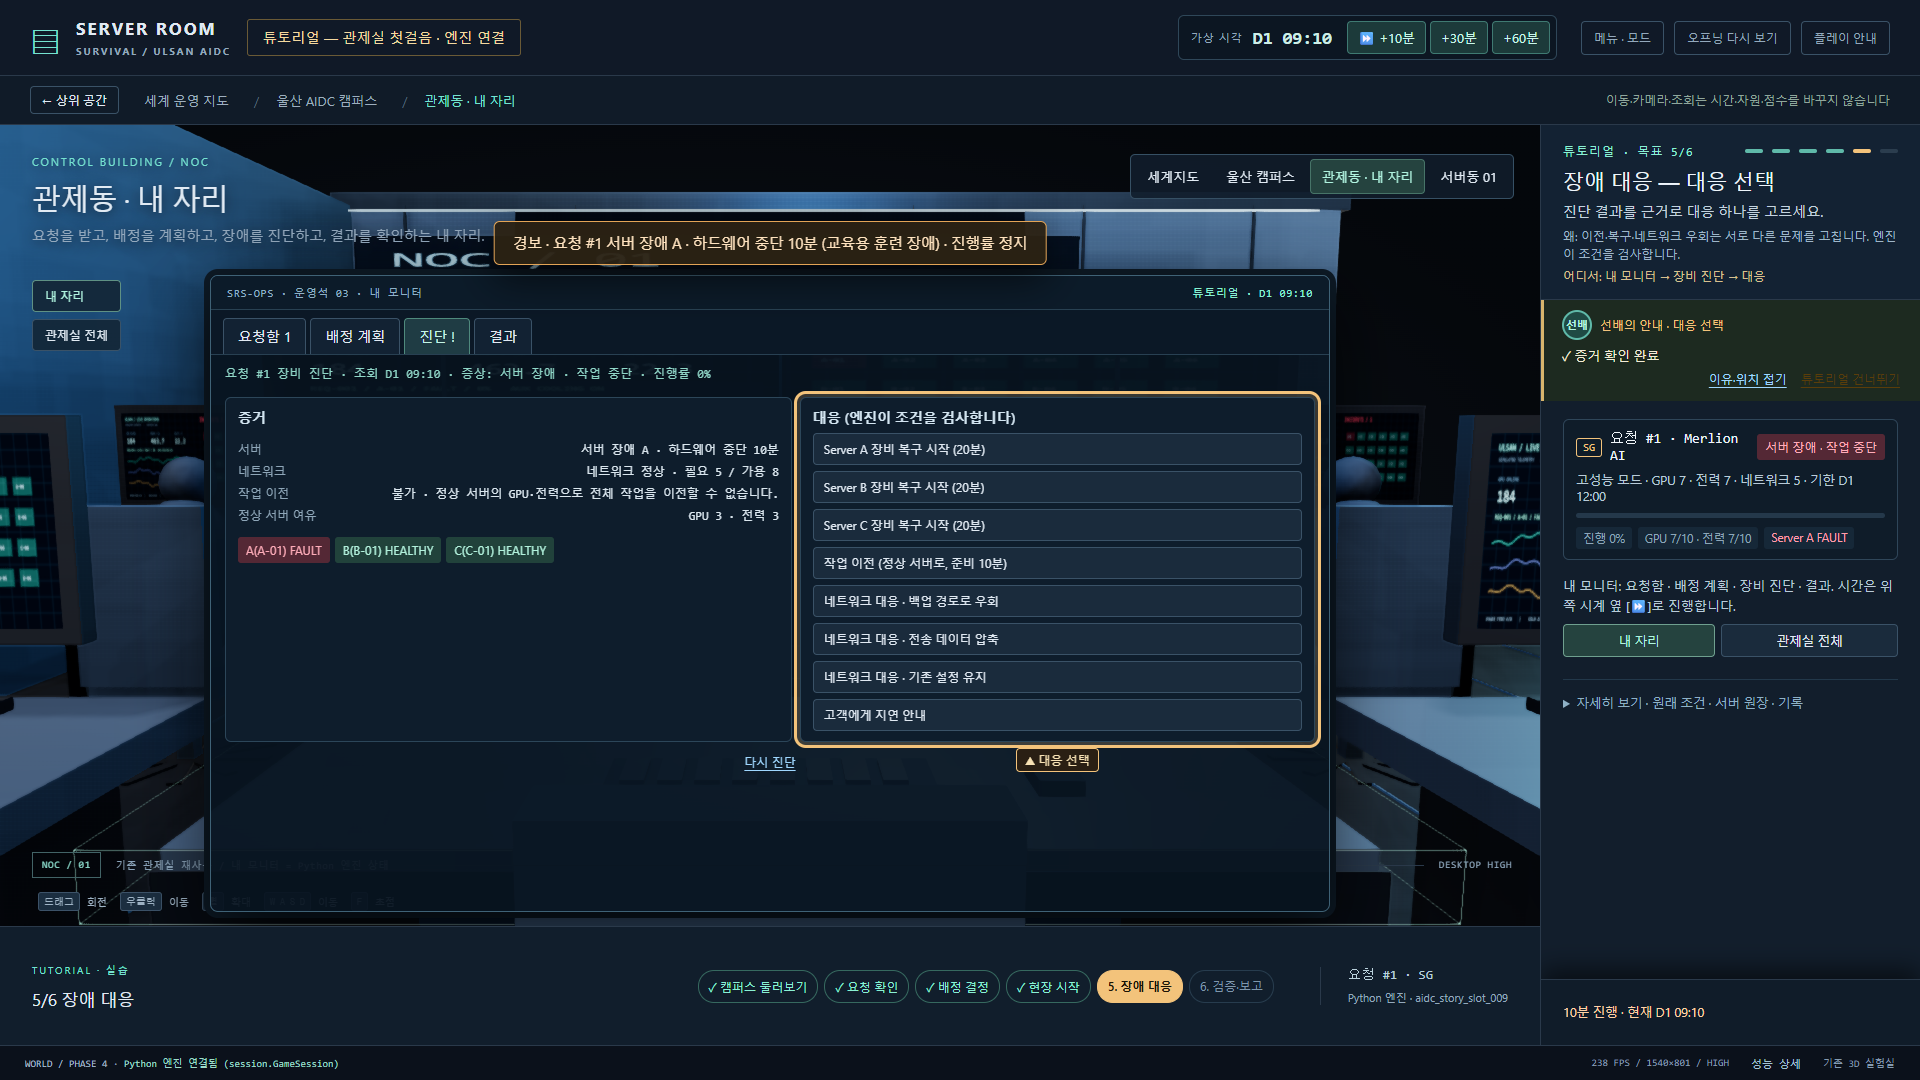 SERVER ROOM
SURVIVAL / ULSAN AIDC
튜토리얼 — 관제실 첫걸음 · 엔진 연결
가상 시각 D1 09:10 ⏩ +10분 +30분 +60분
메뉴 · 모드 오프닝 다시 보기 플레이 안내
← 상위 공간 세계 운영 지도 / 울산 AIDC 캠퍼스 / 관제동 · 내 자리
이동·카메라·조회는 시간·자원·점수를 바꾸지 않습니다
CONTROL BUILDING / NOC
관제동 · 내 자리
요청을 받고, 배정을 계획하고, 장애를 진단하고, 결과를 확인하는 내 자리.
세계지도 울산 캠퍼스 관제동 · 내 자리 서버동 01
경보 · 요청 #1 서버 장애 A · 하드웨어 중단 10분 (교육용 훈련 장애) · 진행률 정지
NOC / 01
내 자리
관제실 전체
SRS-OPS · 운영석 03 · 내 모니터
튜토리얼 · D1 09:10
요청함 1 배정 계획 진단 ! 결과
요청 #1 장비 진단 · 조회 D1 09:10 · 증상: 서버 장애 · 작업 중단 · 진행률 0%
증거
서버 서버 장애 A · 하드웨어 중단 10분
네트워크 네트워크 정상 · 필요 5 / 가용 8
작업 이전 불가 · 정상 서버의 GPU·전력으로 전체 작업을 이전할 수 없습니다.
정상 서버 여유 GPU 3 · 전력 3
A(A-01) FAULT B(B-01) HEALTHY C(C-01) HEALTHY
대응 (엔진이 조건을 검사합니다)
Server A 장비 복구 시작 (20분)
Server B 장비 복구 시작 (20분)
Server C 장비 복구 시작 (20분)
작업 이전 (정상 서버로, 준비 10분)
네트워크 대응 · 백업 경로로 우회
네트워크 대응 · 전송 데이터 압축
네트워크 대응 · 기존 설정 유지
고객에게 지연 안내
다시 진단
▲ 대응 선택
ULSAN / LIVE
184
NOC / 01 기존 관제실 재사
DESKTOP HIGH
드래그 회전 우클릭 이동
튜토리얼 · 목표 5/6
장애 대응 — 대응 선택
진단 결과를 근거로 대응 하나를 고르세요.
왜: 이전·복구·네트워크 우회는 서로 다른 문제를 고칩니다. 엔진
이 조건을 검사합니다.
어디서: 내 모니터 → 장비 진단 → 대응
선배 선배의 안내 · 대응 선택
✓ 증거 확인 완료
이유·위치 접기 튜토리얼 건너뛰기
SG 요청 #1 · Merlion
AI
서버 장애 · 작업 중단
고성능 모드 · GPU 7 · 전력 7 · 네트워크 5 · 기한 D1
12:00
진행 0% GPU 7/10 · 전력 7/10 Server A FAULT
내 모니터: 요청함 · 배정 계획 · 장비 진단 · 결과. 시간은 위
쪽 시계 옆 [⏩]로 진행합니다.
내 자리 관제실 전체
▶ 자세히 보기 · 원래 조건 · 서버 원장 · 기록
10분 진행 · 현재 D1 09:10
TUTORIAL · 실습
5/6 장애 대응
✓ 캠퍼스 둘러보기 ✓ 요청 확인 ✓ 배정 결정 ✓ 현장 시작 5. 장애 대응 6. 검증·보고
요청 #1 · SG
Python 엔진 · aidc_story_slot_009
WORLD / PHASE 4 · Python 엔진 연결됨 (session.GameSession)
238 FPS / 1540×801 / HIGH 성능 상세 기존 3D 실험실